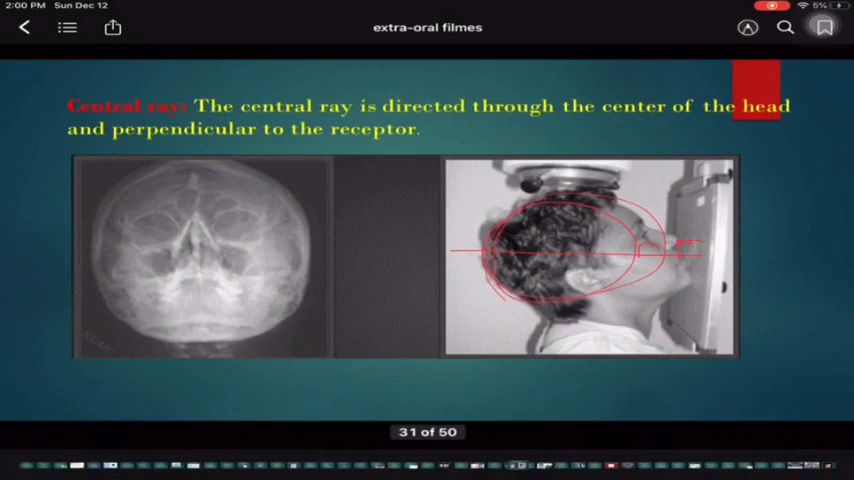 2:00 PM Sun Dec 12
5%
extra-oral filmes
Central ray: The central ray is directed through the center of the head
and perpendicular to the receptor.
31 of 50